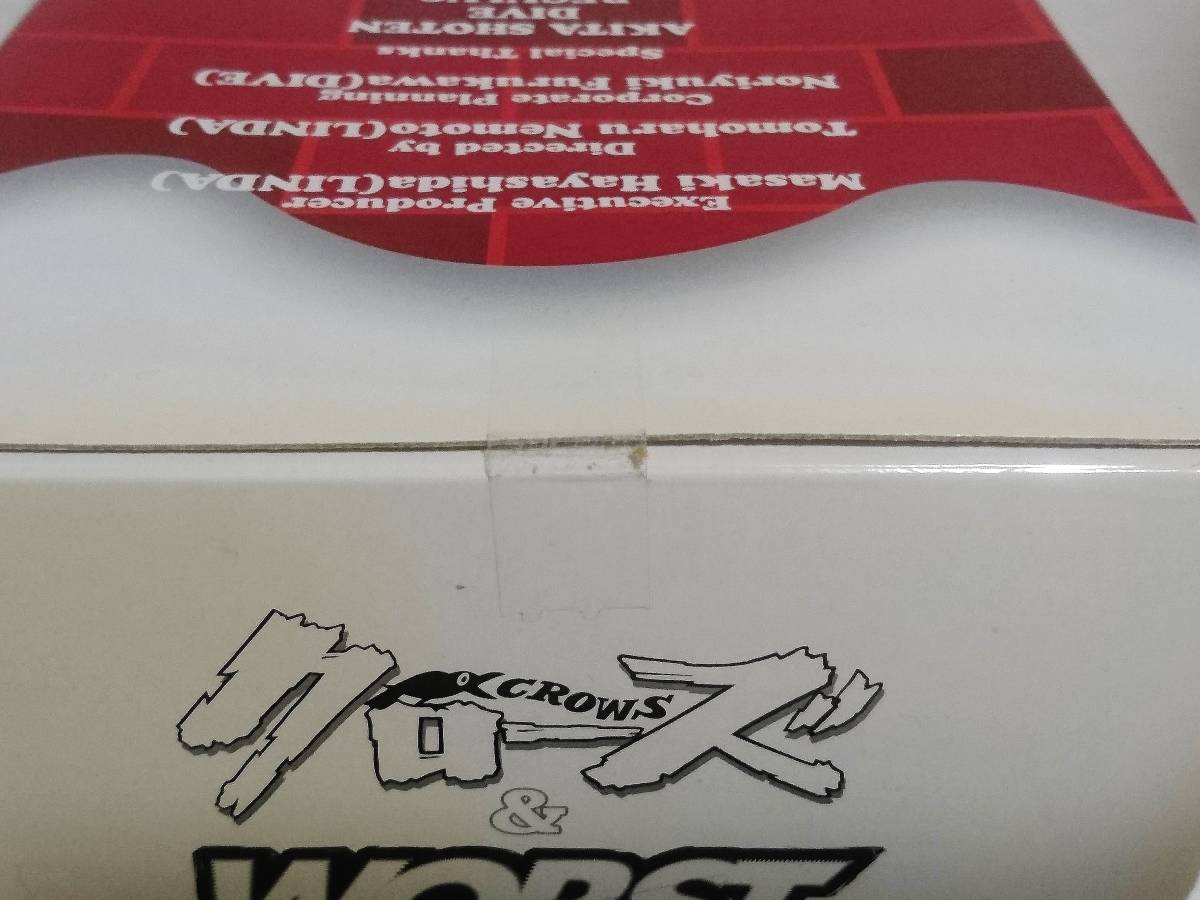 Executive Producer
Masaki Hayashida(LINDA)
Directed by
Tomoharu Nemoto(LINDA)
Corporate Planning
Noriyuki Furukawa(DIVE)
Special Thanks
AKITA SHOTEN
DIVE
クローズ
CROWS
&
WORST